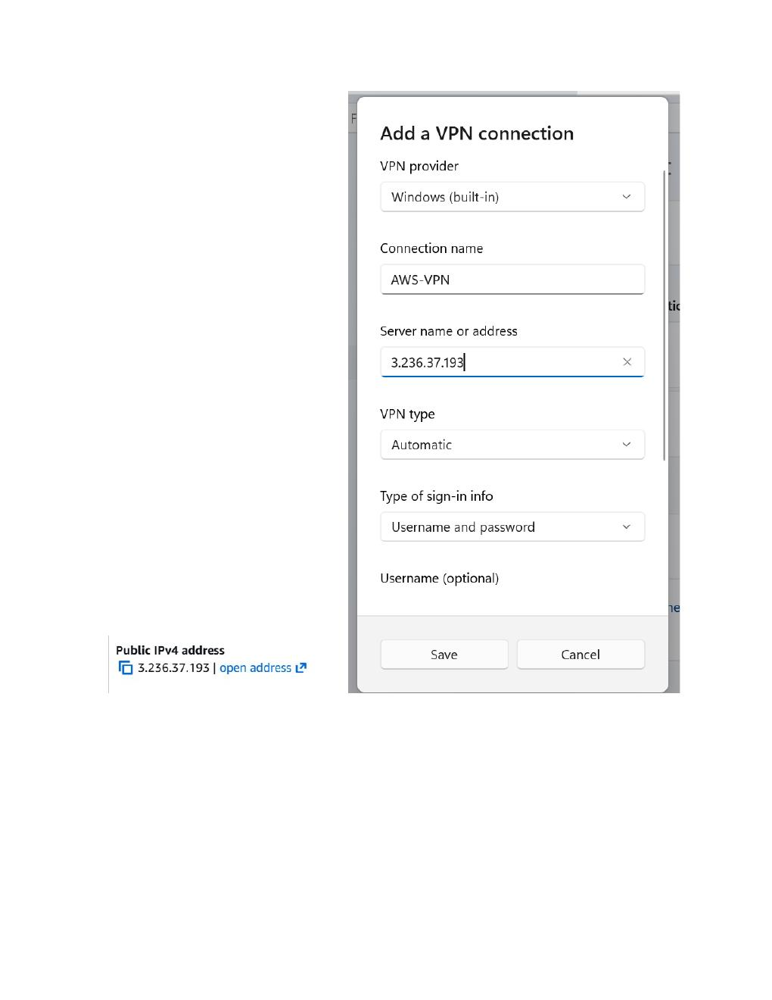 Add a VPN connection
VPN provider
Windows (built-in)
Connection name
AWS-VPN
Server name or address
3.236.37.193
VPN type
Automatic
Type of sign-in info
Username and password
Username (optional)
Save Cancel
Public IPv4 address
3.236.37.193 | open address